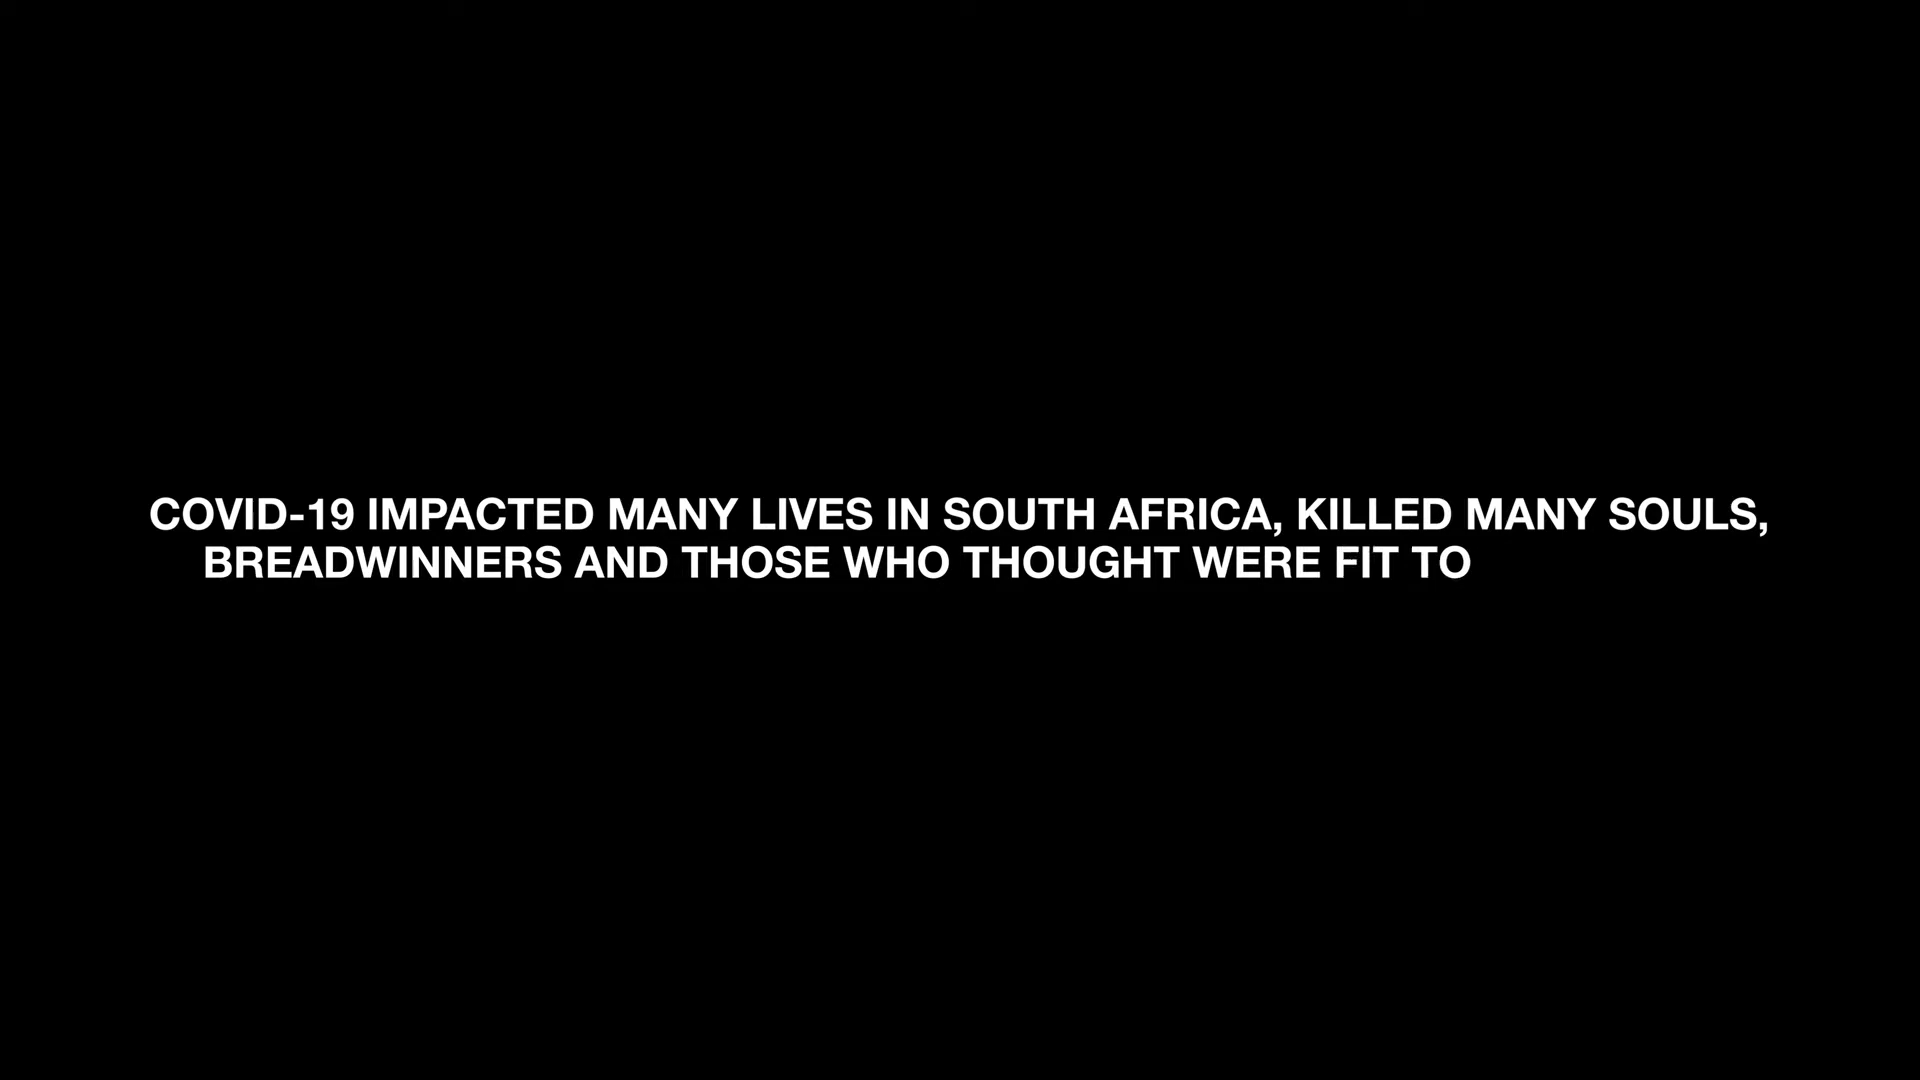 COVID-19 IMPACTED MANY LIVES IN SOUTH AFRICA, KILLED MANY SOULS,
BREADWINNERS AND THOSE WHO THOUGHT WERE FIT TO